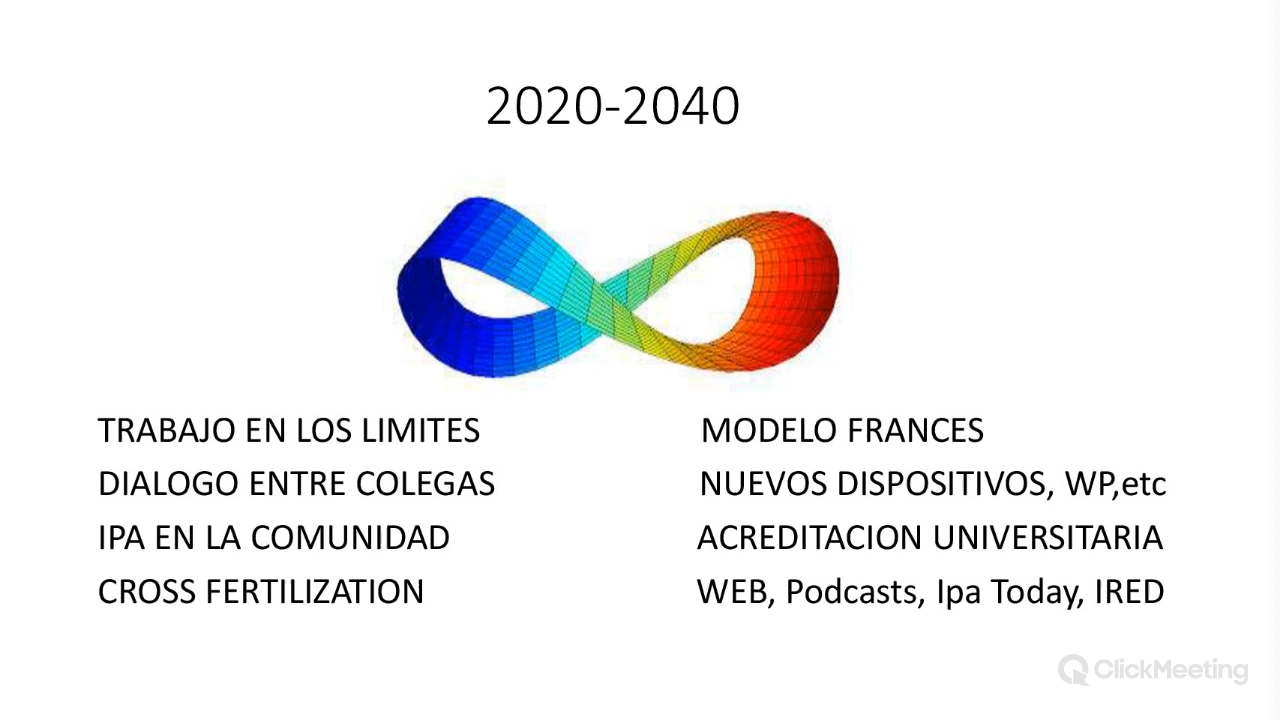 2020-2040
TRABAJO EN LOS LIMITES
DIALOGO ENTRE COLEGAS
IPA EN LA COMUNIDAD
CROSS FERTILIZATION
MODELO FRANCES
NUEVOS DISPOSITIVOS, WP,etc
ACREDITACION UNIVERSITARIA
WEB, Podcasts, Ipa Today, IRED
ClickMeeting